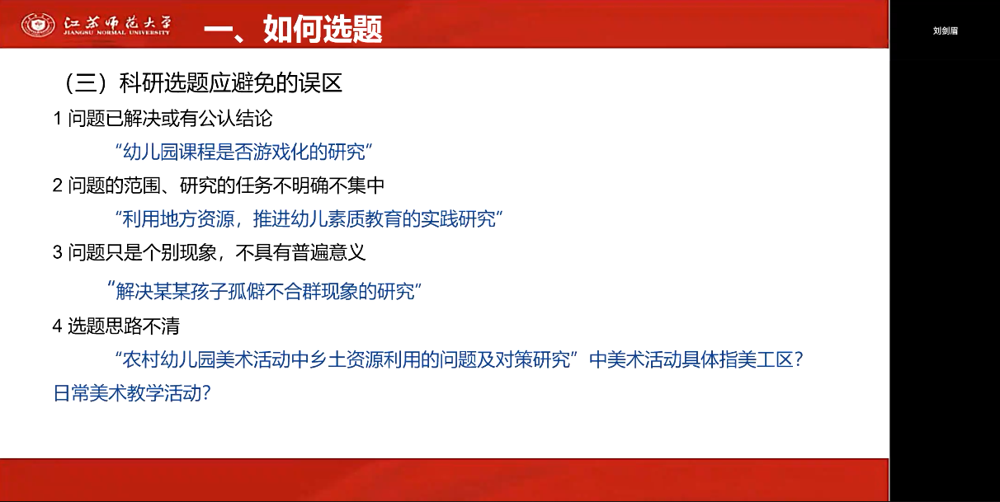 江苏师范大学
JIANGSU NORMAL UNIVERSITY
一、如何选题
刘剑眉
（三）科研选题应避免的误区
1 问题已解决或有公认结论
“幼儿园课程是否游戏化的研究”
2 问题的范围、研究的任务不明确不集中
“利用地方资源，推进幼儿素质教育的实践研究”
3 问题只是个别现象，不具有普遍意义
“解决某某孩子孤僻不合群现象的研究”
4 选题思路不清
“农村幼儿园美术活动中乡土资源利用的问题及对策研究”中美术活动具体指美工区？
日常美术教学活动？